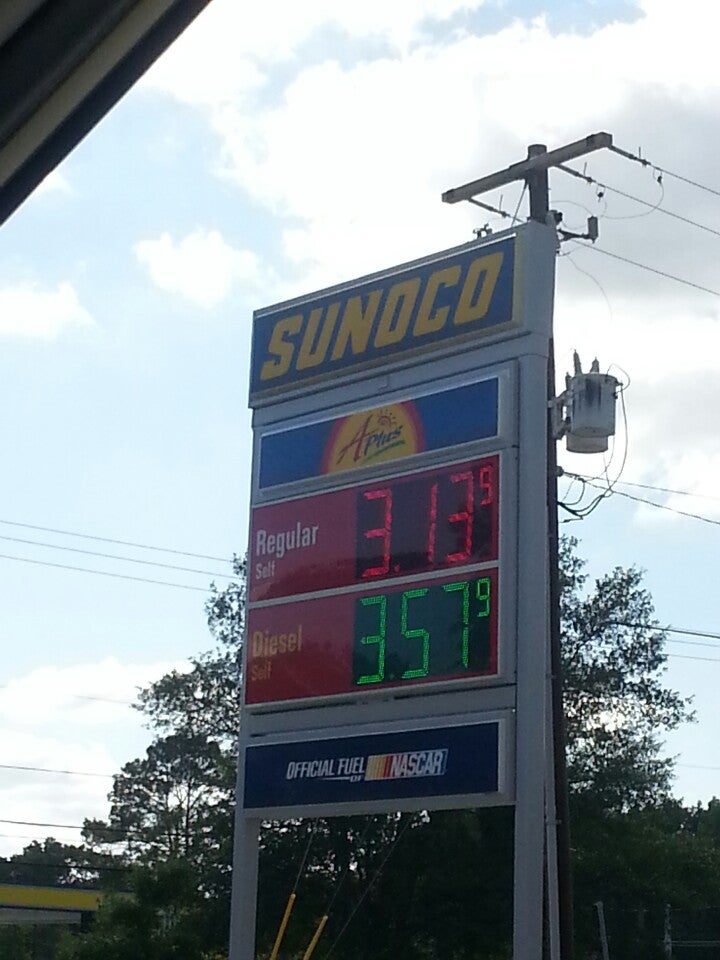 SUNOCO
APlus
Regular 3.13 9
Self
Diesel 3.57 9
Self
OFFICIAL FUEL OF NASCAR